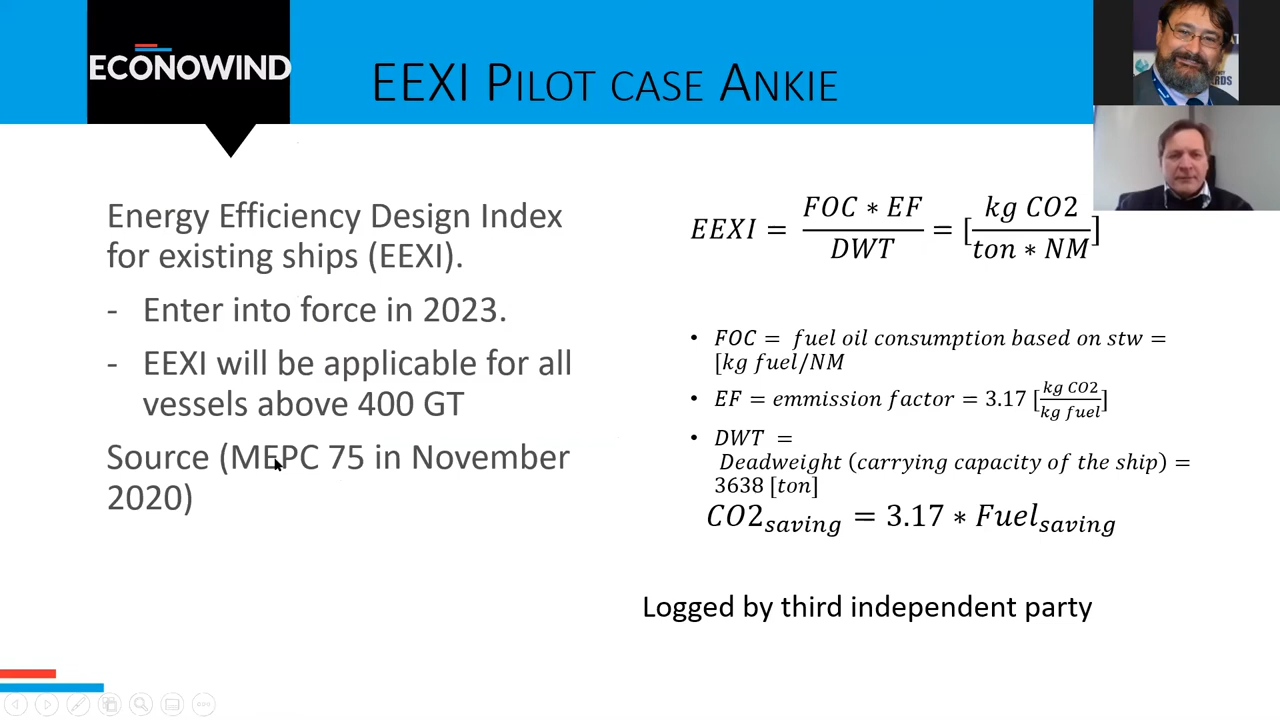 ECONOWIND
EEXI PILOT CASE ANKIE
Energy Efficiency Design Index
for existing ships (EEXI).
- Enter into force in 2023.
- EEXI will be applicable for all
vessels above 400 GT
Source (MEPC 75 in November
2020)
EEXI = FOC * EF / DWT = [kg CO2 / ton * NM]
• FOC = fuel oil consumption based on stw =
[kg fuel/NM
• EF = emmission factor = 3.17 [kg CO2 / kg fuel]
• DWT =
Deadweight (carrying capacity of the ship) =
3638 [ton]
CO2saving = 3.17 * Fuelsaving
Logged by third independent party